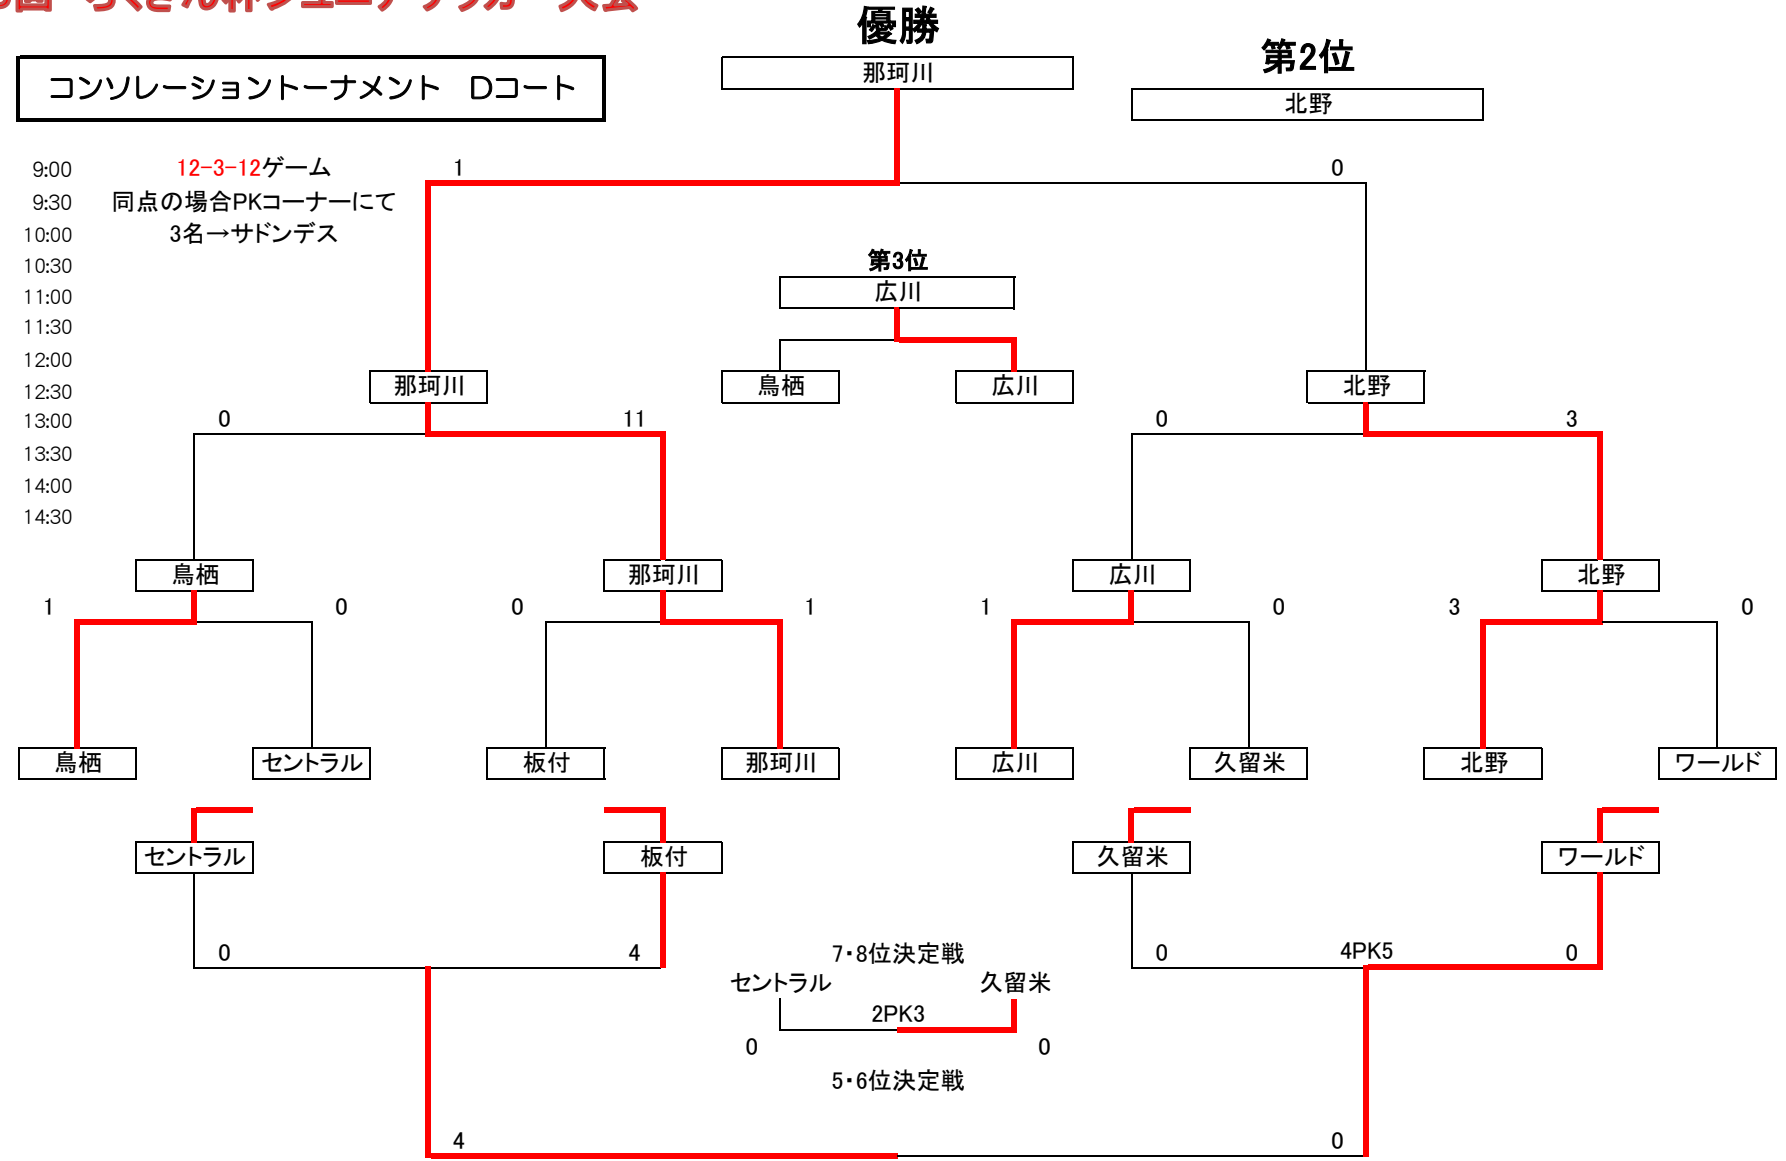 優勝
第2位
コンソレーショントーナメント Dコート
那珂川
北野
9:00 12-3-12ゲーム 1 0
9:30 同点の場合PKコーナーにて
10:00 3名→サドンデス
10:30 第3位
11:00 広川
11:30
12:00
12:30 那珂川 鳥栖 広川 北野
13:00 0 11 0 3
13:30
14:00
14:30
鳥栖 那珂川 広川 北野
1 0 0 1 1 0 3 0
鳥栖 セントラル 板付 那珂川 広川 久留米 北野 ワールド
セントラル 板付 久留米 ワールド
0 4 7・8位決定戦 0 4PK5 0
セントラル 久留米
2PK3
0 0
5・6位決定戦
4 0